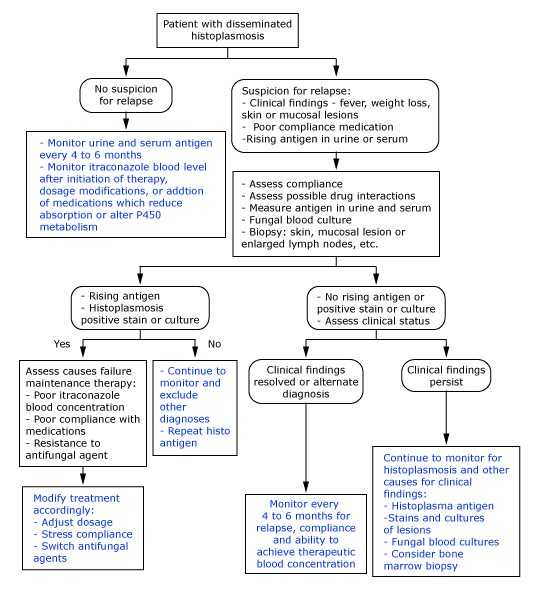 Patient with disseminated
histoplasmosis
No suspicion
for relapse
Suspicion for relapse:
- Clinical findings - fever, weight loss,
skin or mucosal lesions
- Poor compliance medication
-Rising antigen in urine or serum
- Monitor urine and serum antigen
every 4 to 6 months
- Monitor itraconazole blood level
after initiation of therapy,
dosage modifications, or addtion
of medications which reduce
absorption or alter P450
metabolism
- Assess compliance
- Assess possible drug interactions
- Measure antigen in urine and serum
- Fungal blood culture
- Biopsy: skin, mucosal lesion or
enlarged lymph nodes, etc.
- Rising antigen
- Histoplasmosis
positive stain or culture
- No rising antigen or
positive stain or culture
- Assess clinical status
Yes
No
Assess causes failure
maintenance therapy:
- Poor itraconazole
blood concentration
- Poor compliance with
medications
- Resistance to
antifungal agent
- Continue to
monitor and
exclude
other
diagnoses
- Repeat histo
antigen
Clinical findings
resolved or alternate
diagnosis
Clinical findings
persist
Modify treatment
accordingly:
- Adjust dosage
- Stress compliance
- Switch antifungal
agents
Monitor every
4 to 6 months for
relapse, compliance
and ability to
achieve therapeutic
blood concentration
Continue to monitor for
histoplasmosis and other
causes for clinical
findings:
- Histoplasma antigen
-Stains and cultures
of lesions
- Fungal blood cultures
- Consider bone
marrow biopsy